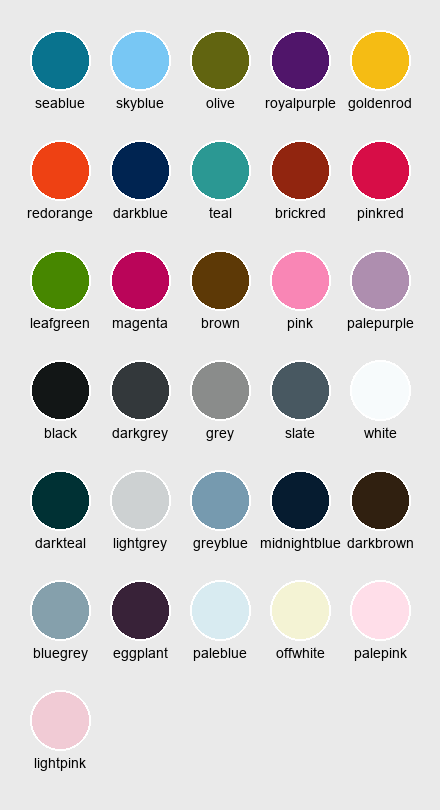 seablue skyblue olive royalpurple goldenrod
redorange darkblue teal brickred pinkred
leafgreen magenta brown pink palepurple
black darkgrey grey slate white
darkteal lightgrey greyblue midnightblue darkbrown
bluegrey eggplant paleblue offwhite palepink
lightpink